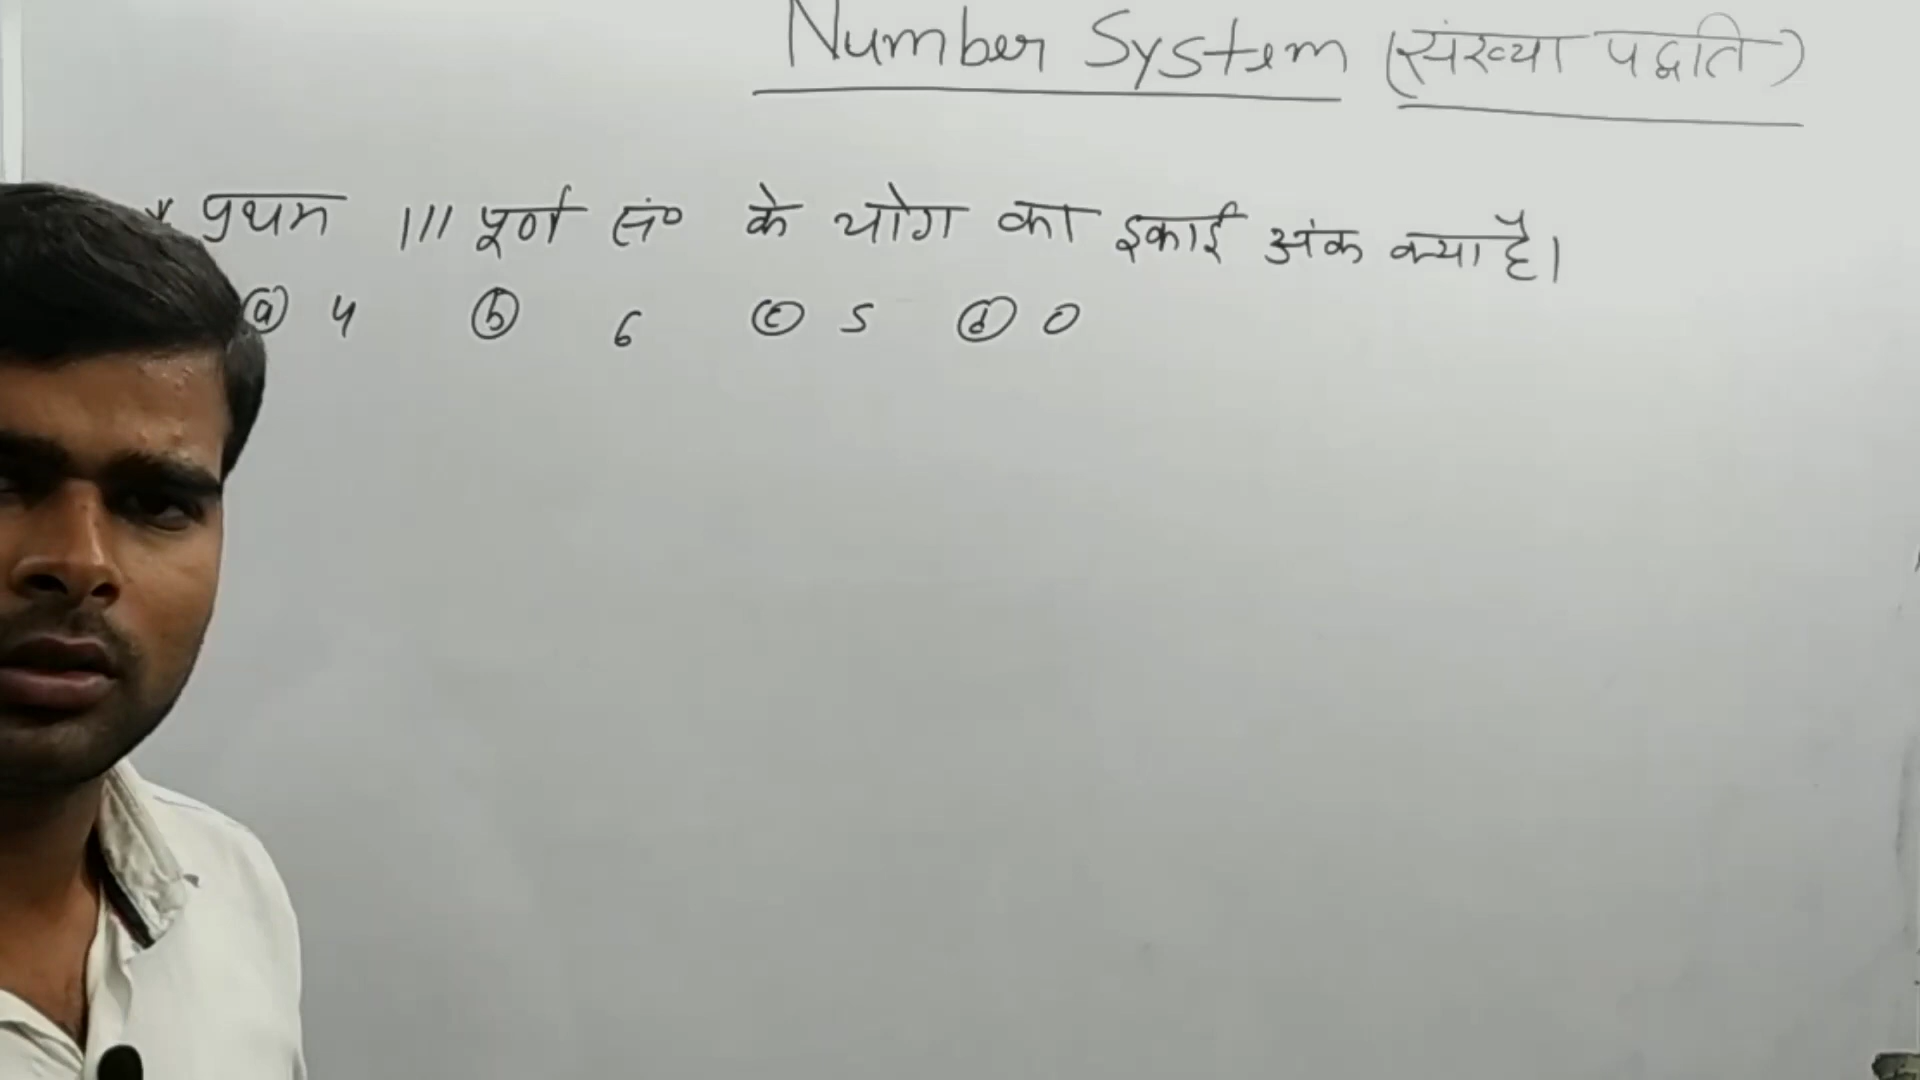 Number System (संख्या पद्धति)
* प्रथम 111 पूर्ण सं० के योग का इकाई अंक क्या है।
(a) 4 (b) 6 (c) 5 (d) 0